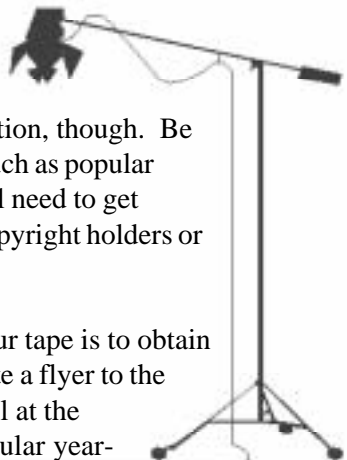 tion, though. Be
ch as popular
l need to get
pyright holders or
ur tape is to obtain
te a flyer to the
l at the
ular year-